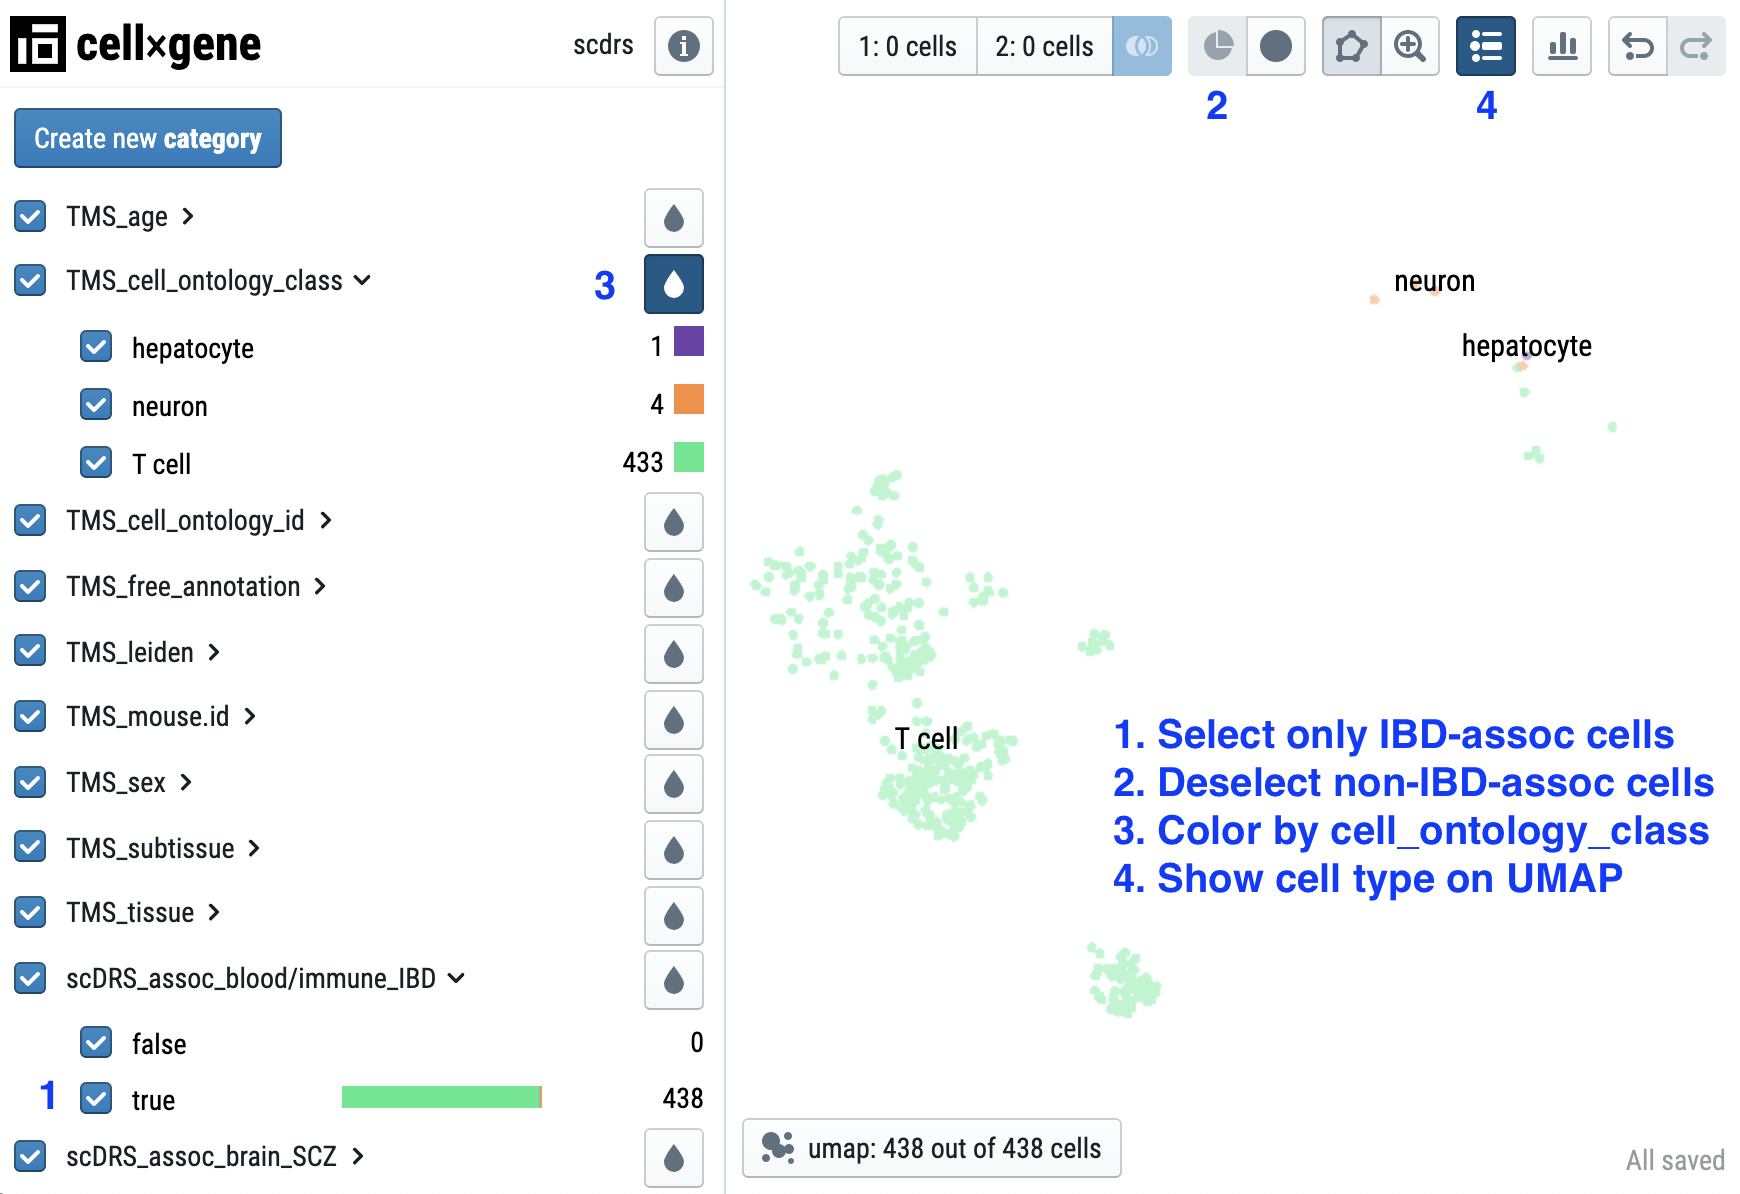 cell×gene
scdrs
1: 0 cells
2: 0 cells
2
4
Create new category
TMS_age
TMS_cell_ontology_class
3
hepatocyte
1
neuron
4
T cell
433
TMS_cell_ontology_id
TMS_free_annotation
TMS_leiden
TMS_mouse.id
TMS_sex
TMS_subtissue
TMS_tissue
scDRS_assoc_blood/immune_IBD
false
0
1
true
438
scDRS_assoc_brain_SCZ
neuron
hepatocyte
T cell
1. Select only IBD-assoc cells
2. Deselect non-IBD-assoc cells
3. Color by cell_ontology_class
4. Show cell type on UMAP
umap: 438 out of 438 cells
All saved